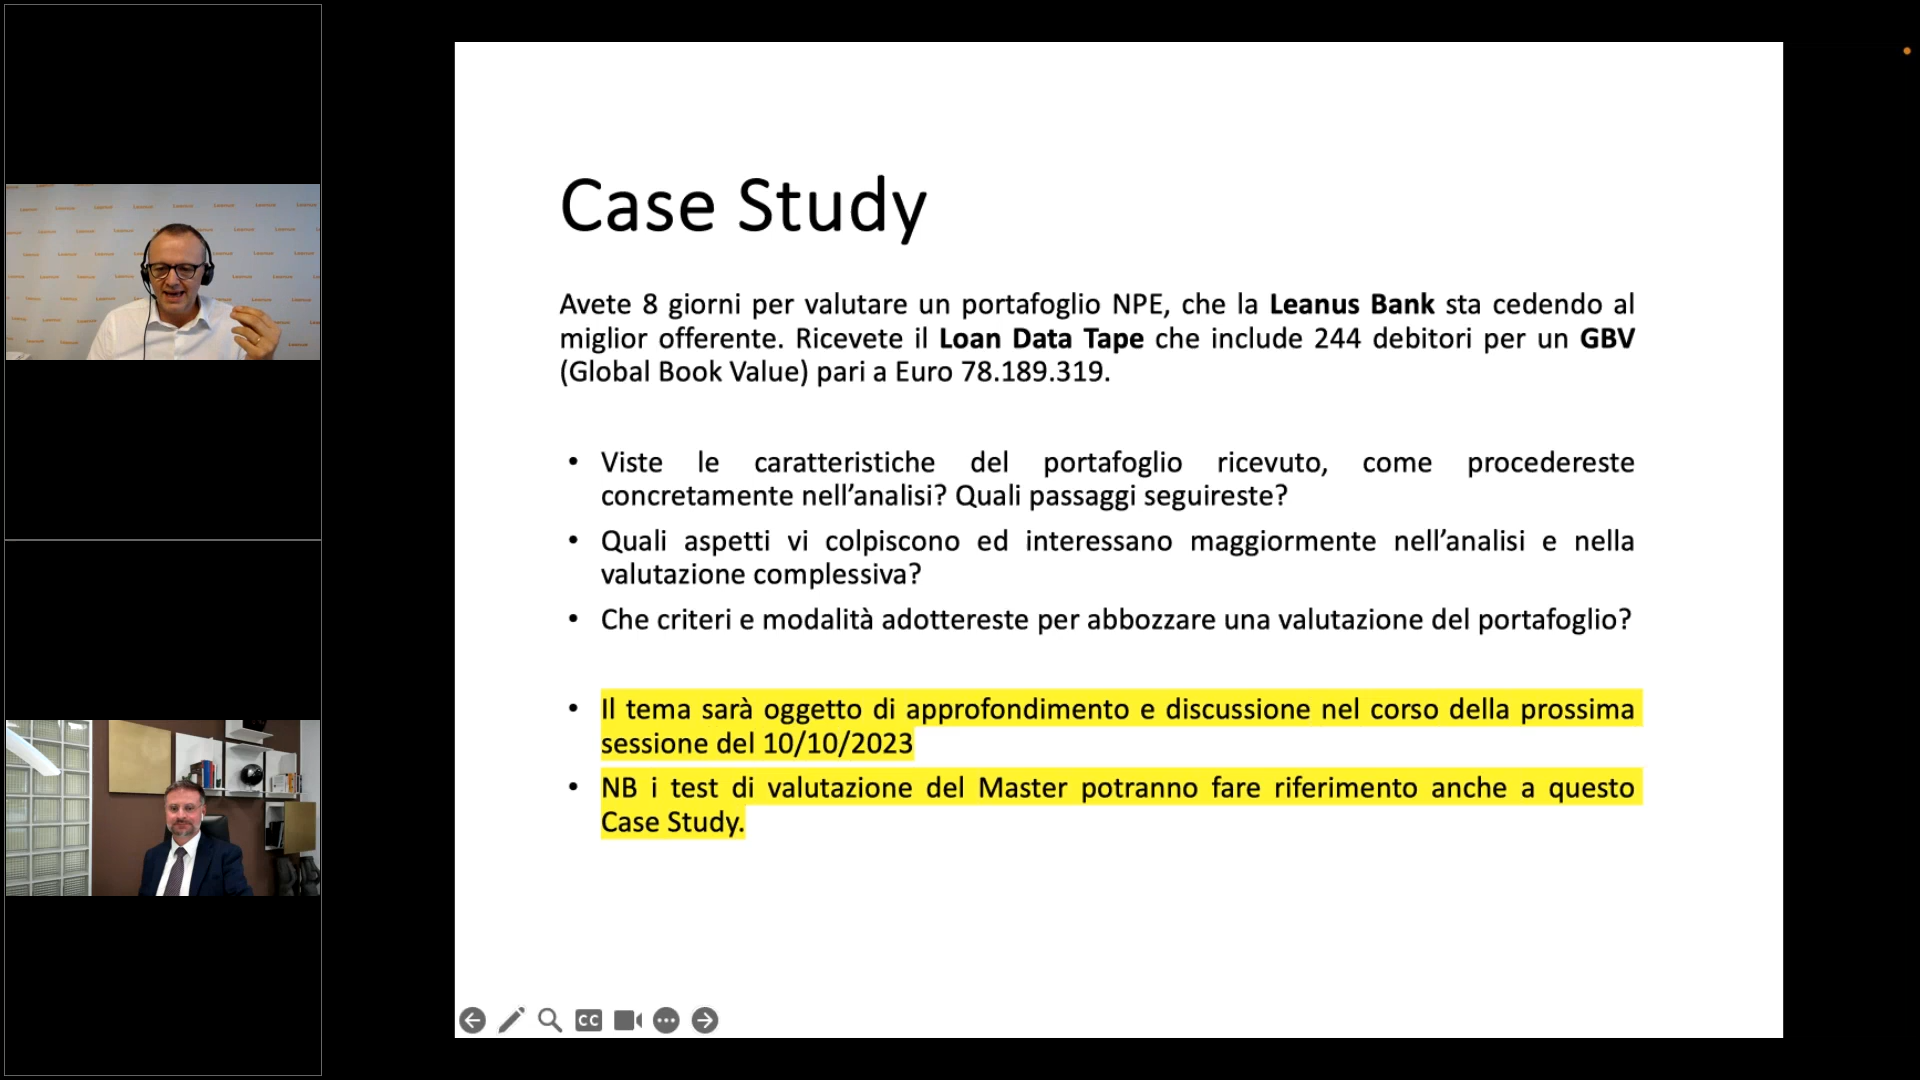 Case Study
Avete 8 giorni per valutare un portafoglio NPE, che la Leanus Bank sta cedendo al
miglior offerente. Ricevete il Loan Data Tape che include 244 debitori per un GBV
(Global Book Value) pari a Euro 78.189.319.
• Viste le caratteristiche del portafoglio ricevuto, come procedereste
concretamente nell’analisi? Quali passaggi seguireste?
• Quali aspetti vi colpiscono ed interessano maggiormente nell’analisi e nella
valutazione complessiva?
• Che criteri e modalità adottereste per abbozzare una valutazione del portafoglio?
• Il tema sarà oggetto di approfondimento e discussione nel corso della prossima
sessione del 10/10/2023
• NB i test di valutazione del Master potranno fare riferimento anche a questo
Case Study.
CC